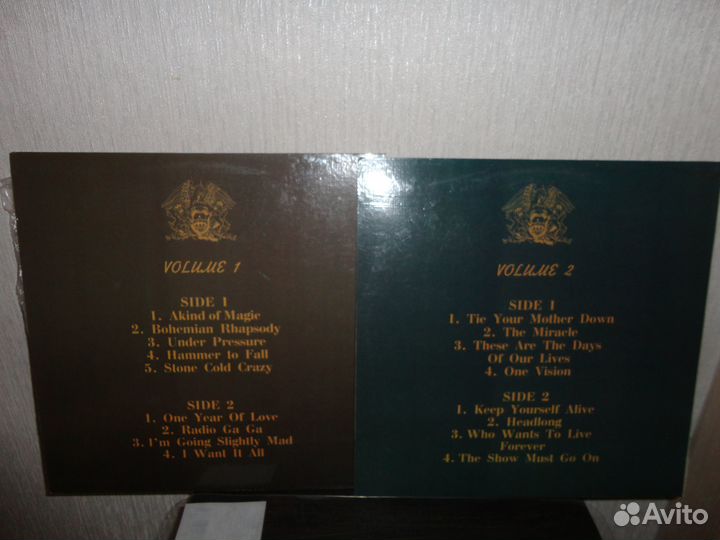 VOLUME 1
SIDE 1
1. Akind of Magic
2. Bohemian Rhapsody
3. Under Pressure
4. Hammer to Fall
5. Stone Cold Crazy
SIDE 2
1. One Year Of Love
2. Radio Ga Ga
3. I'm Going Slightly Mad
4. I Want It All
VOLUME 2
SIDE 1
1. Tie Your Mother Down
2. The Miracle
3. These Are The Days
Of Our Lives
4. One Vision
SIDE 2
1. Keep Yourself Alive
2. Headlong
3. Who Wants To Live
Forever
4. The Show Must Go On
Avito